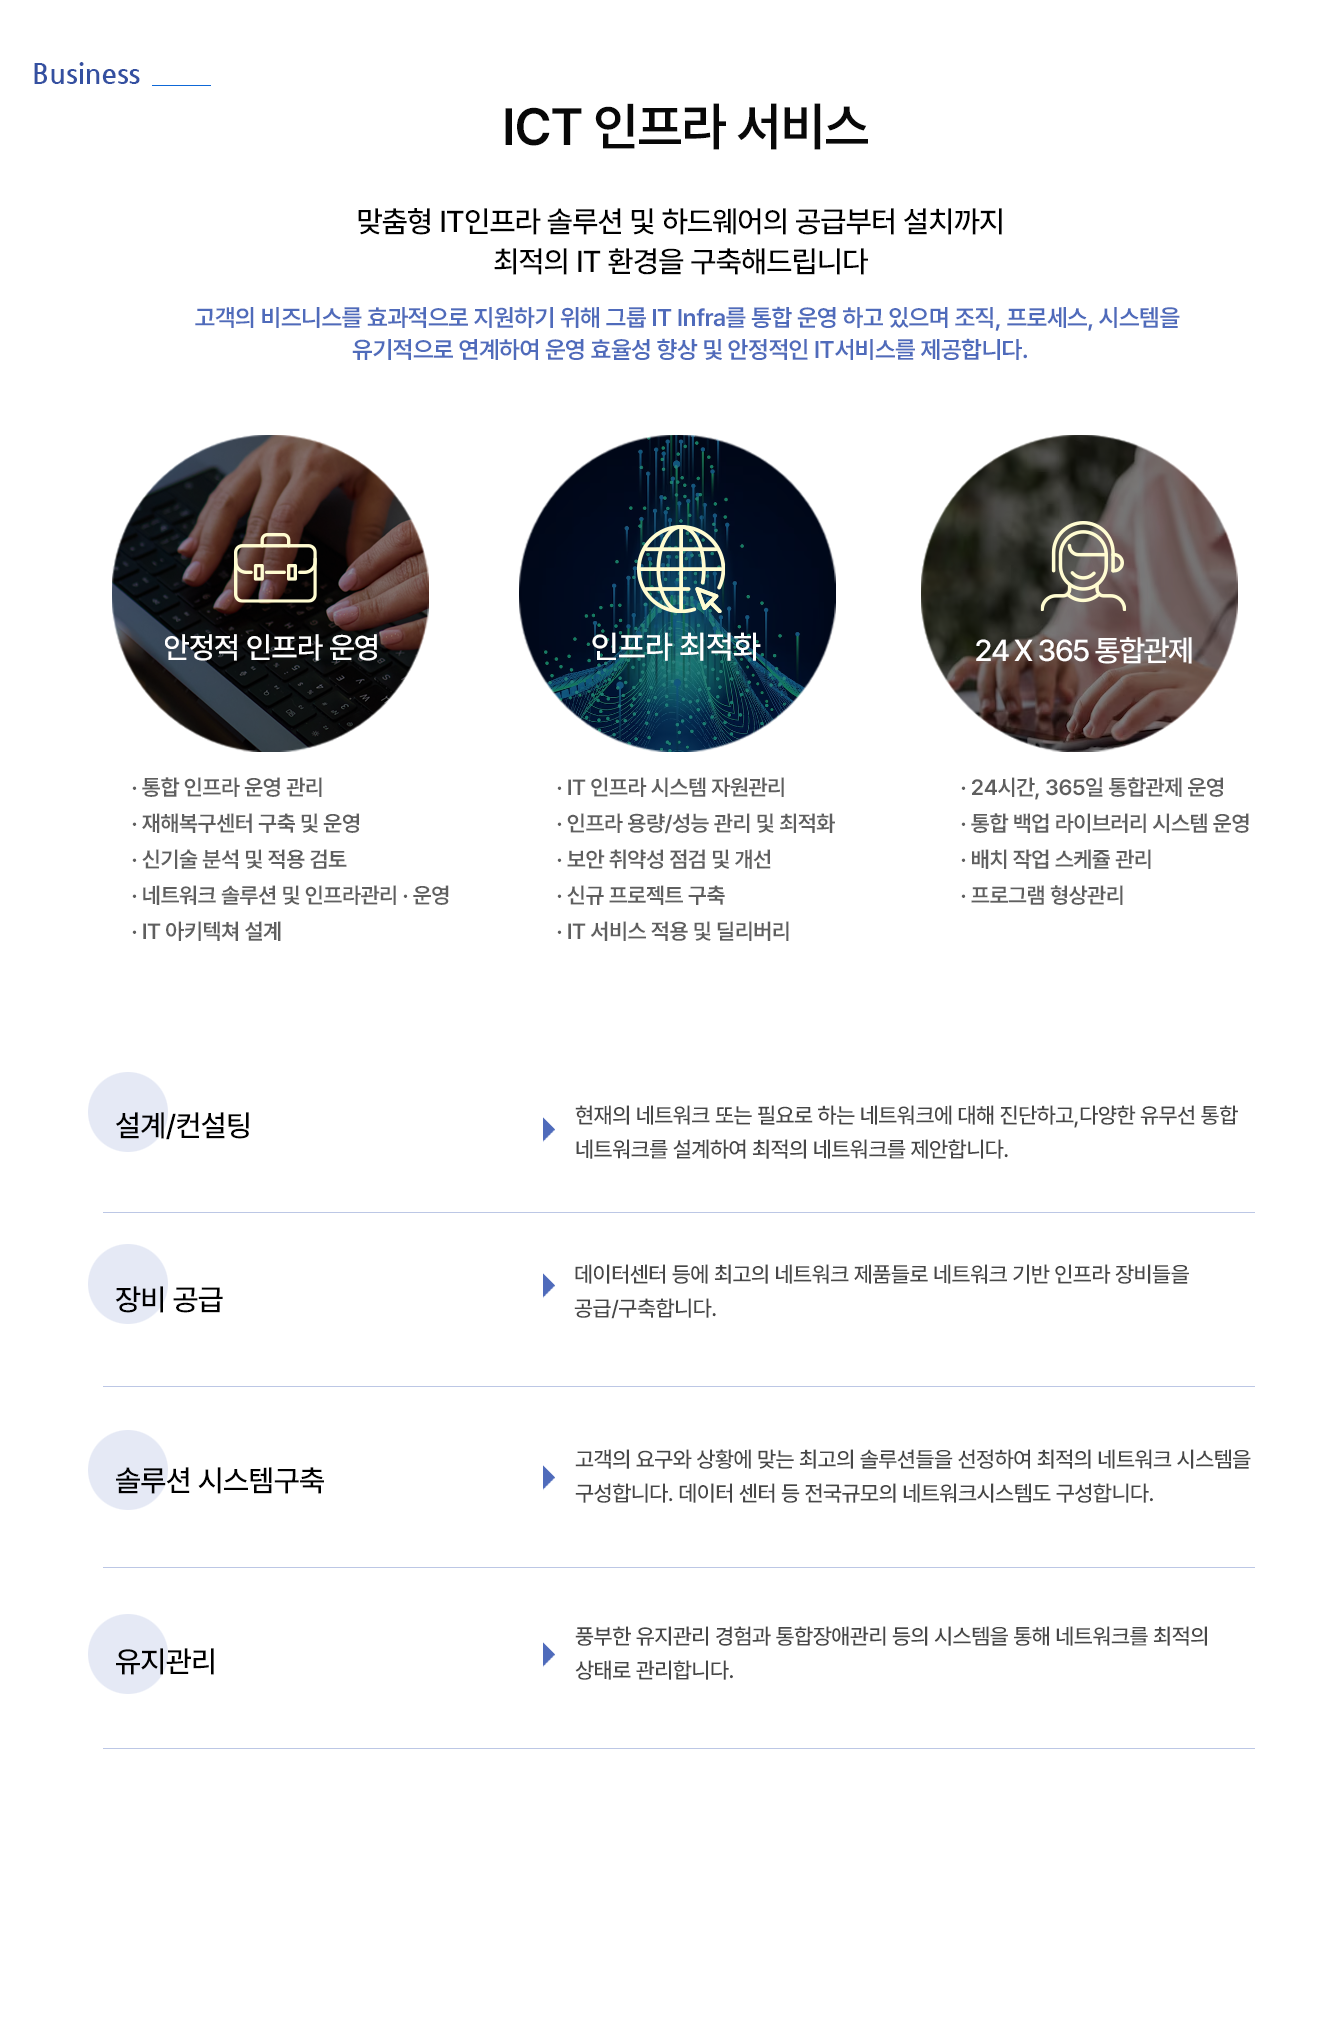 Business
ICT 인프라 서비스
맞춤형 IT인프라 솔루션 및 하드웨어의 공급부터 설치까지
최적의 IT 환경을 구축해드립니다
고객의 비즈니스를 효과적으로 지원하기 위해 그룹 IT Infra를 통합 운영 하고 있으며 조직, 프로세스, 시스템을
유기적으로 연계하여 운영 효율성 향상 및 안정적인 IT서비스를 제공합니다.
안정적 인프라 운영
· 통합 인프라 운영 관리
· 재해복구센터 구축 및 운영
· 신기술 분석 및 적용 검토
· 네트워크 솔루션 및 인프라관리 · 운영
· IT 아키텍쳐 설계
인프라 최적화
· IT 인프라 시스템 자원관리
· 인프라 용량/성능 관리 및 최적화
· 보안 취약성 점검 및 개선
· 신규 프로젝트 구축
· IT 서비스 적용 및 딜리버리
24 X 365 통합관제
· 24시간, 365일 통합관제 운영
· 통합 백업 라이브러리 시스템 운영
· 배치 작업 스케쥴 관리
· 프로그램 형상관리
설계/컨설팅
현재의 네트워크 또는 필요로 하는 네트워크에 대해 진단하고,다양한 유무선 통합
네트워크를 설계하여 최적의 네트워크를 제안합니다.
장비 공급
데이터센터 등에 최고의 네트워크 제품들로 네트워크 기반 인프라 장비들을
공급/구축합니다.
솔루션 시스템구축
고객의 요구와 상황에 맞는 최고의 솔루션들을 선정하여 최적의 네트워크 시스템을
구성합니다. 데이터 센터 등 전국규모의 네트워크시스템도 구성합니다.
유지관리
풍부한 유지관리 경험과 통합장애관리 등의 시스템을 통해 네트워크를 최적의
상태로 관리합니다.